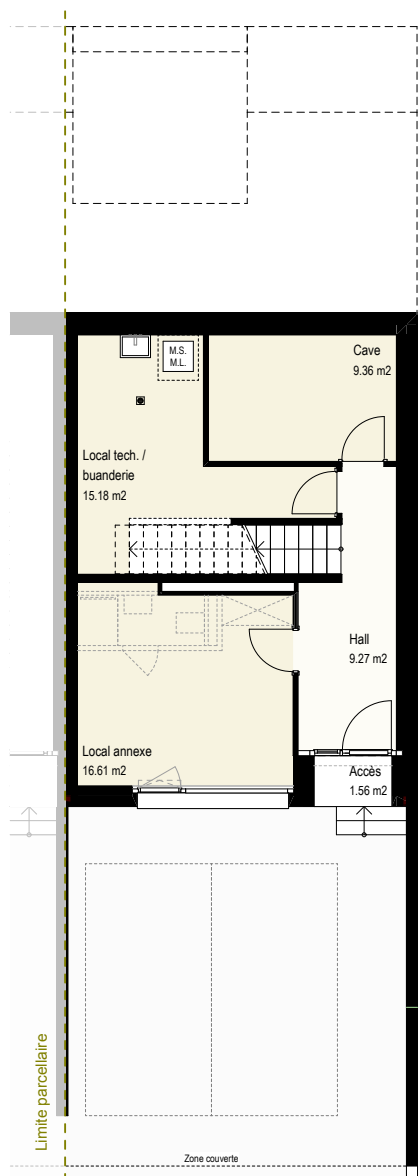 M.S.
M.L.
Cave
9.36 m2
Local tech. /
buanderie
15.18 m2
Hall
9.27 m2
Local annexe
16.61 m2
Accès
1.56 m2
Limite parcellaire
Zone couverte